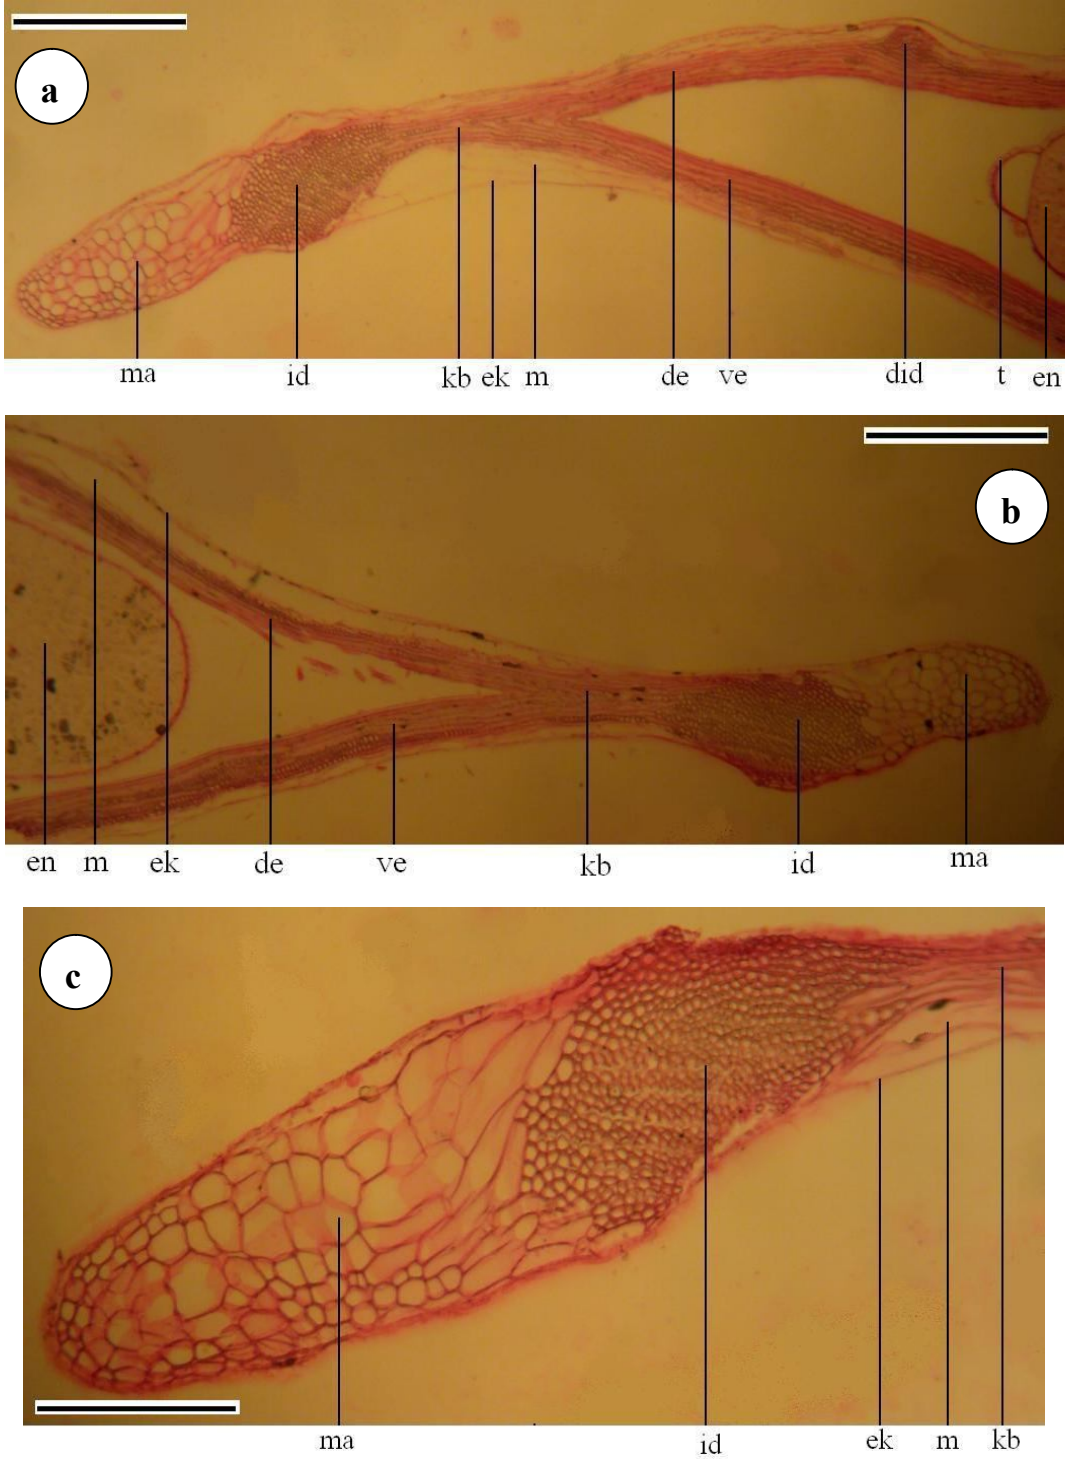 a
ma id kb ek m de ve did t en
b
en m ek de ve kb id ma
c
ma id ek m kb